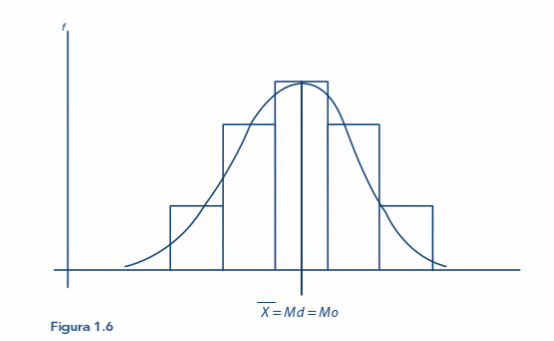 f
X̅ = Md = Mo
Figura 1.6